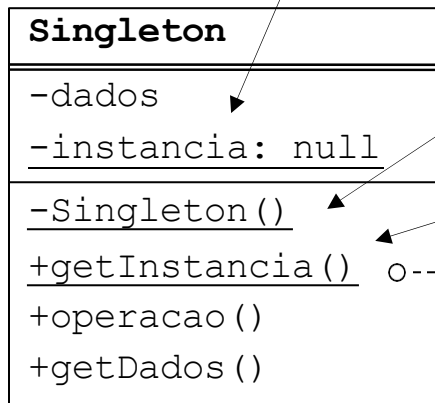 Singleton
-dados
-instancia: null
-Singleton()
+getInstancia()
+operacao()
+getDados()